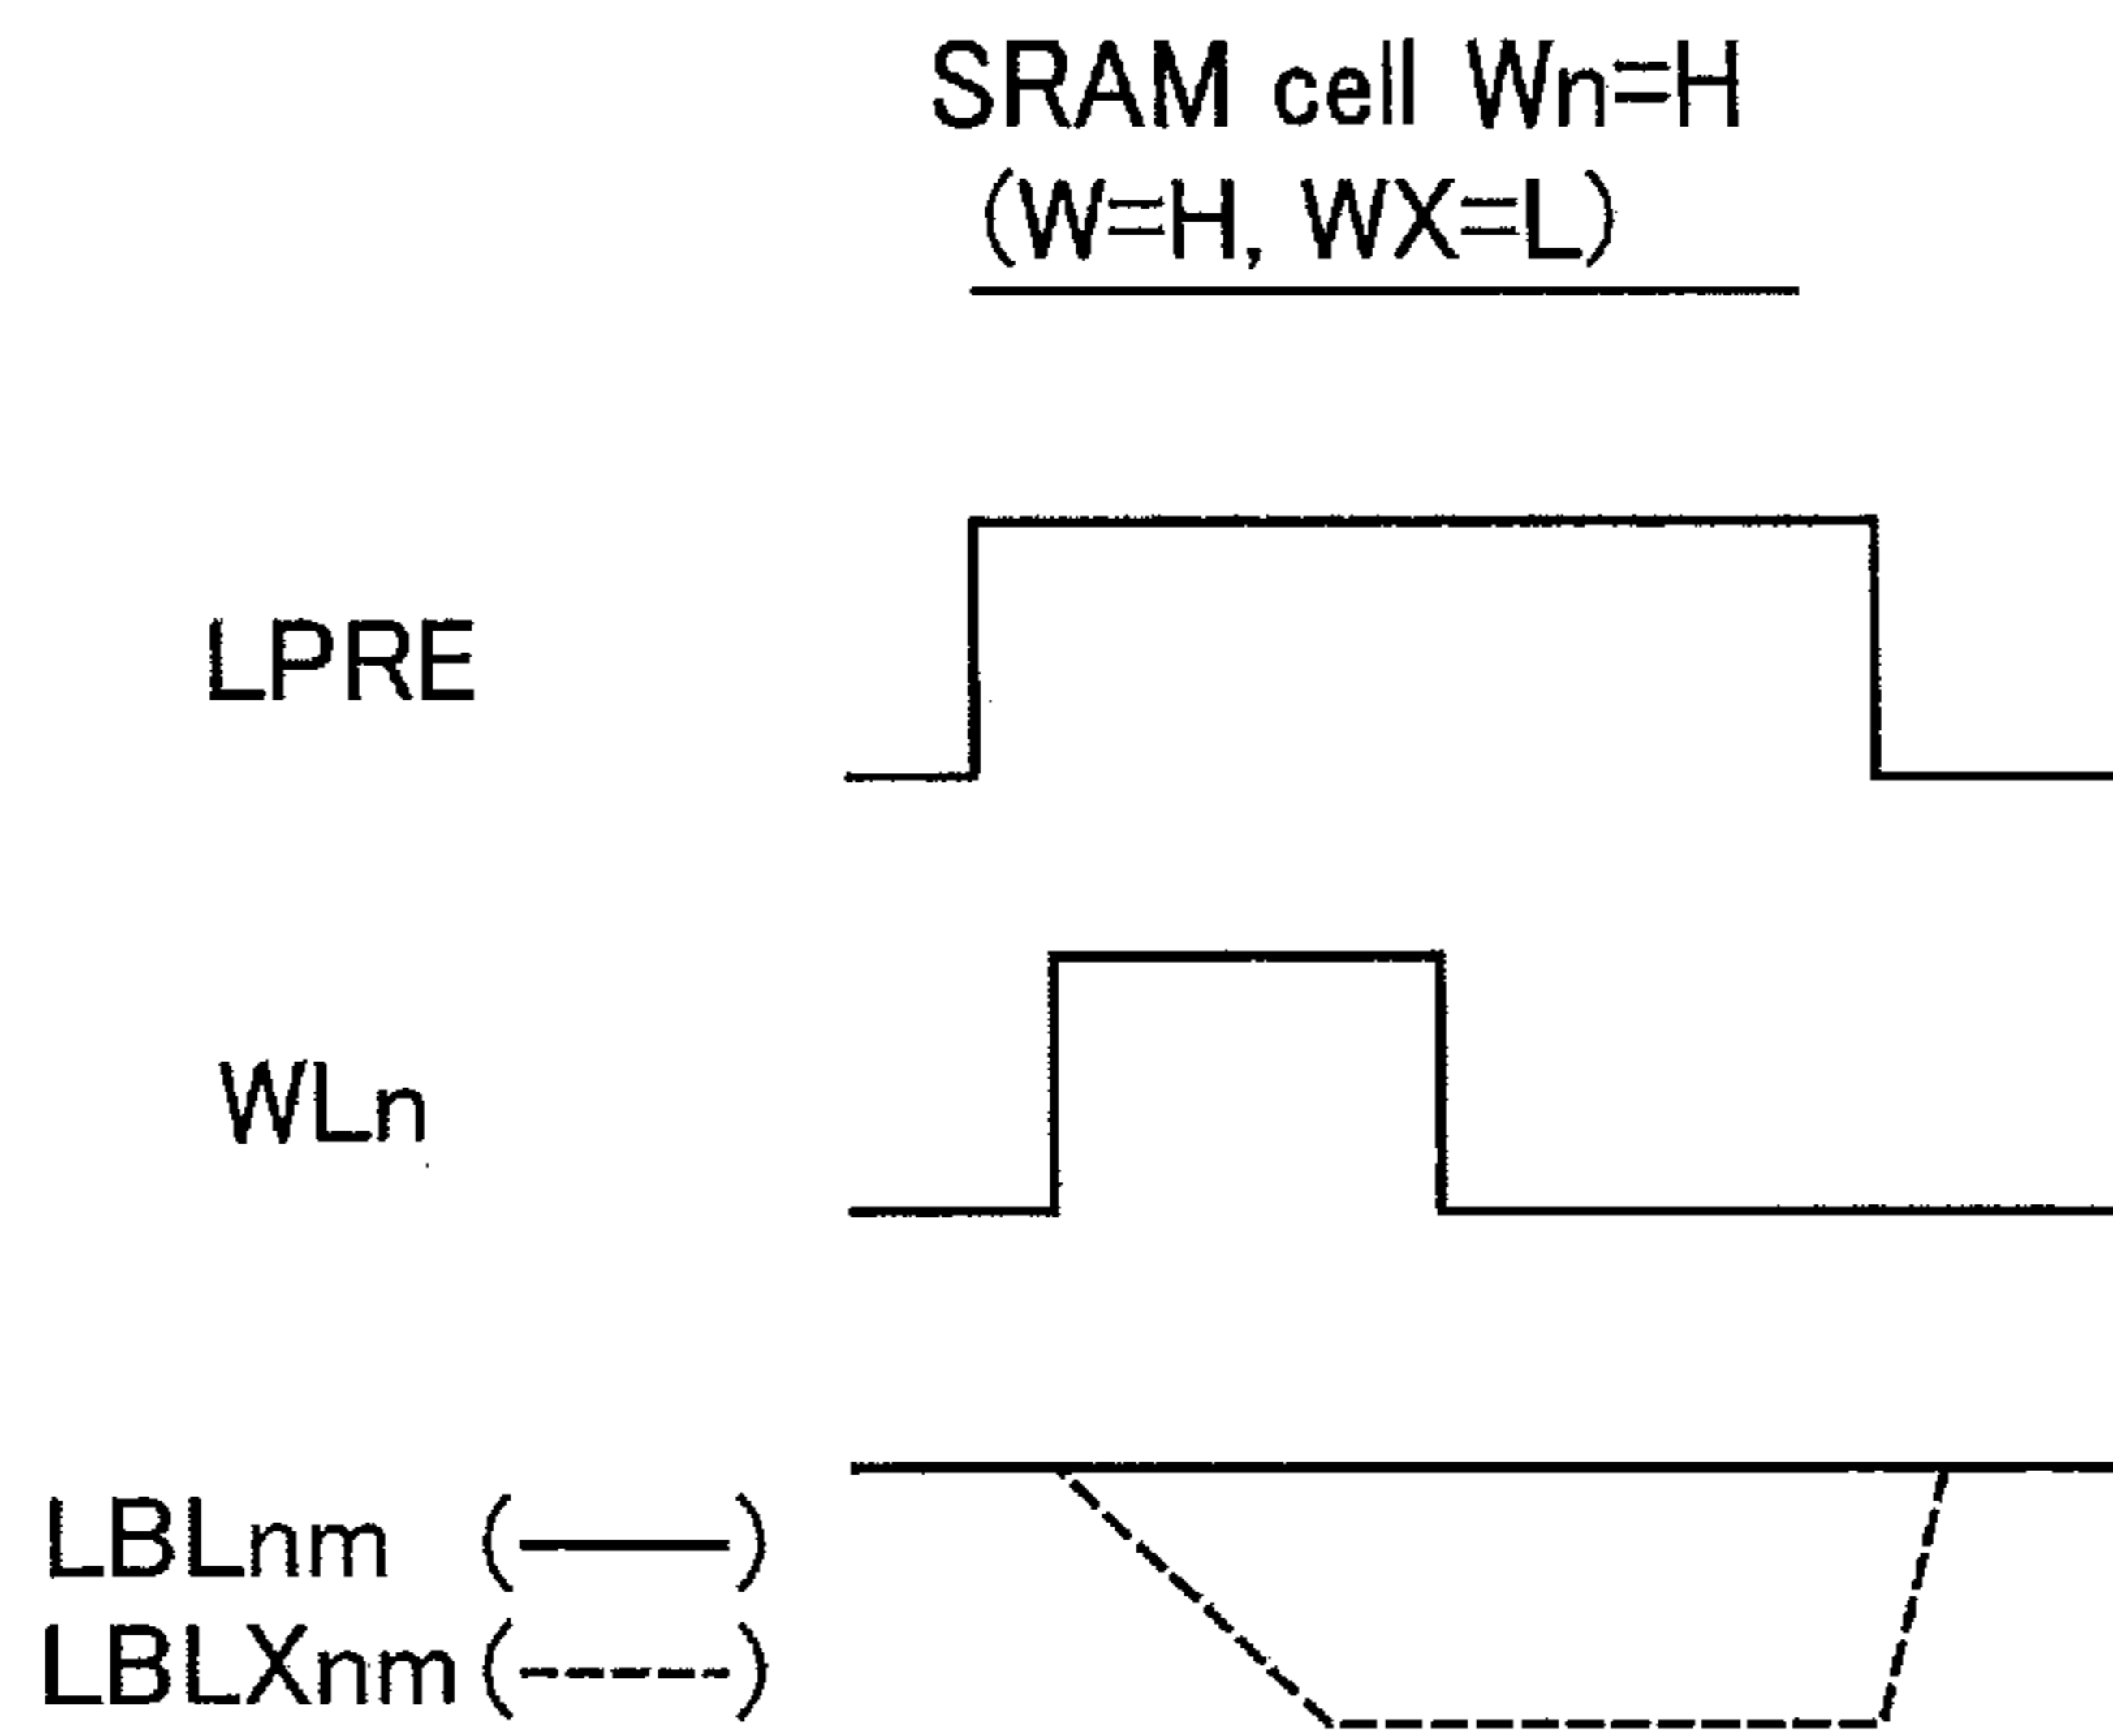 SRAM cell Wn=H
(W=H, WX=L)
LPRE
WLn
LBLnm (——)
LBLXnm(-----)